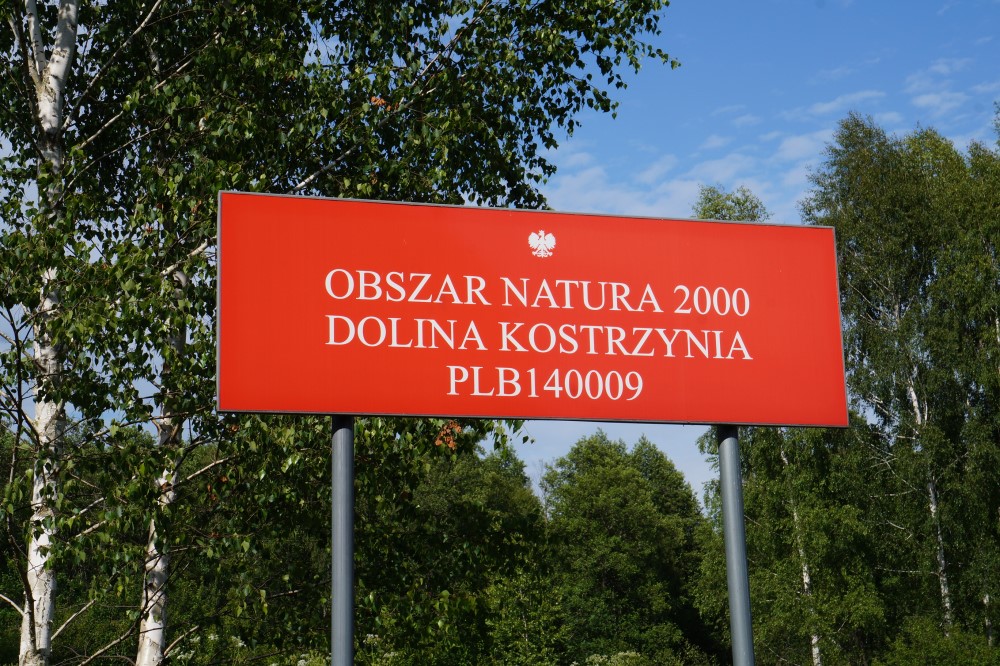 OBSZAR NATURA 2000
DOLINA KOSTRZYNIA
PLB140009